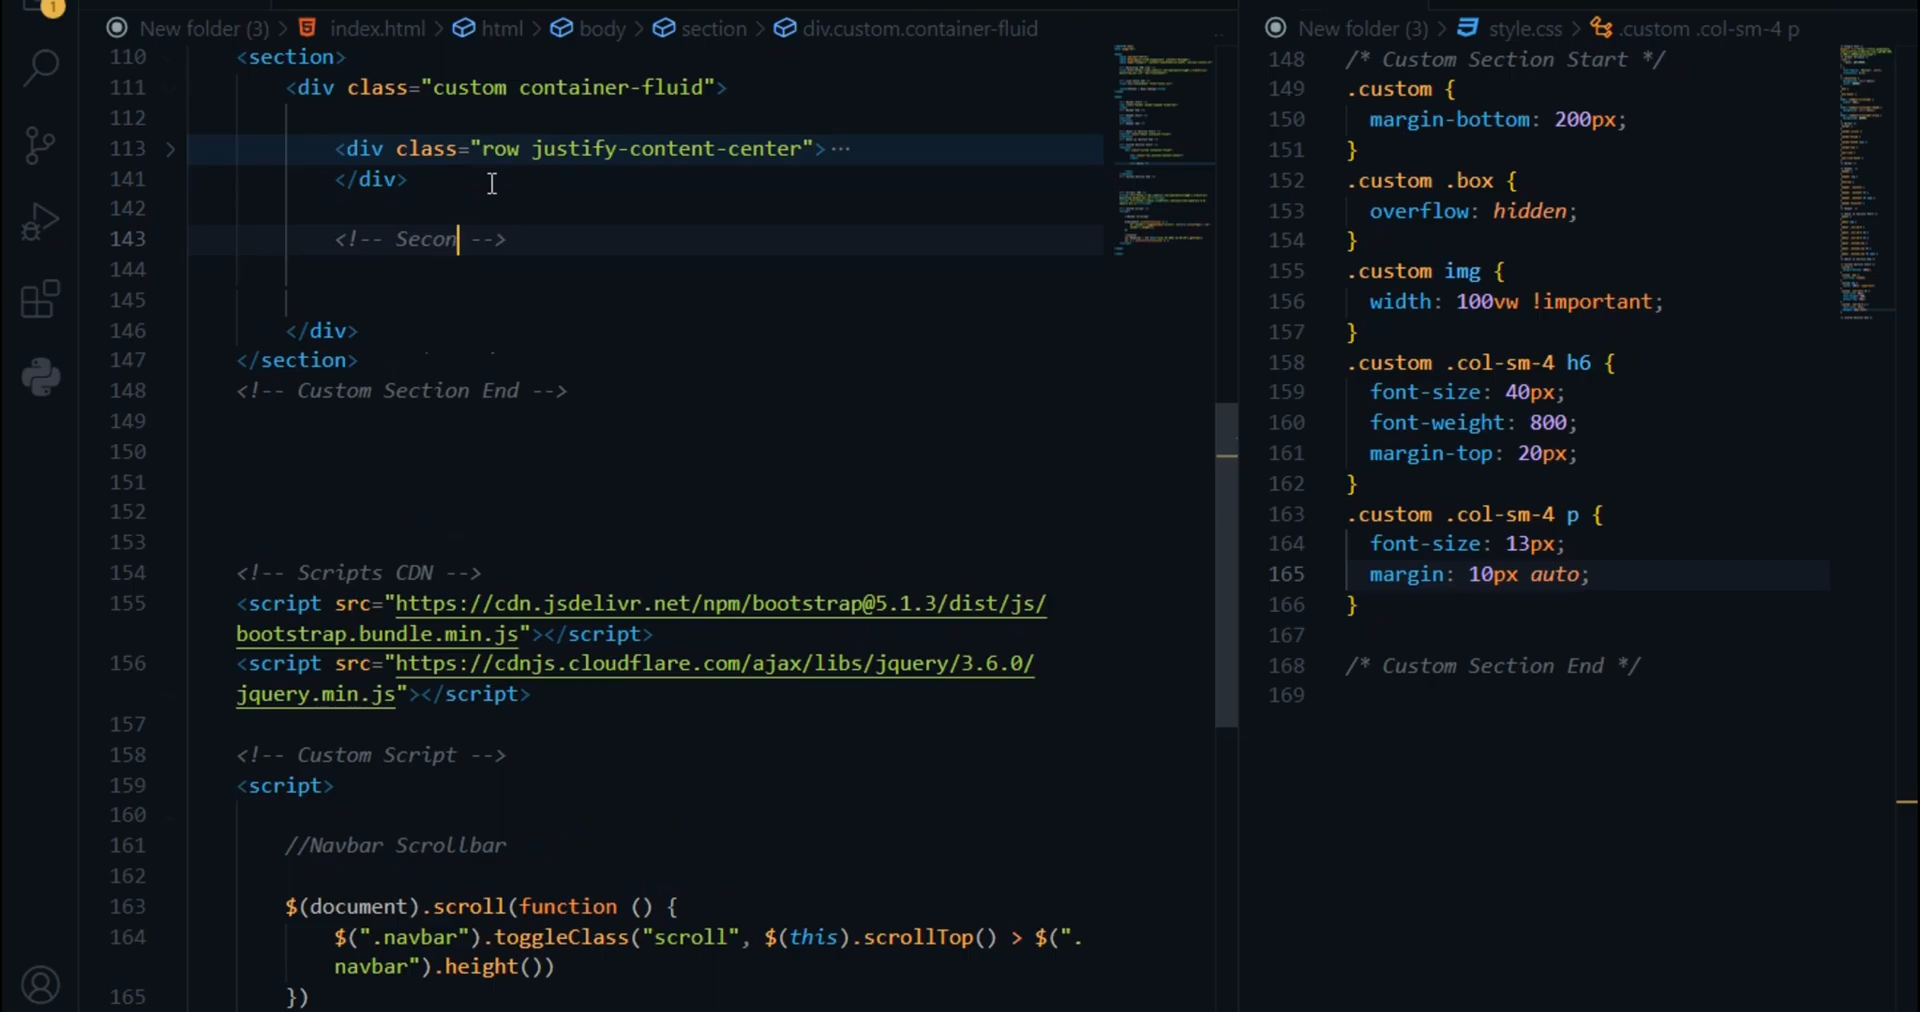 1
New folder (3) > index.html > html > body > section > div.custom.container-fluid
..
110 <section>
111 <div class="custom container-fluid">
112
113 > <div class="row justify-content-center">···
141 </div>
142
143 <!-- Secon -->
144
145
146 </div>
147 </section>
148 <!-- Custom Section End -->
149
150
151
152
153
154 <!-- Scripts CDN -->
155 <script src="https://cdn.jsdelivr.net/npm/bootstrap@5.1.3/dist/js/
bootstrap.bundle.min.js"></script>
156 <script src="https://cdnjs.cloudflare.com/ajax/libs/jquery/3.6.0/
jquery.min.js"></script>
157
158 <!-- Custom Script -->
159 <script>
160
161 //Navbar Scrollbar
162
163 $(document).scroll(function () {
164 $(".navbar").toggleClass("scroll", $(this).scrollTop() > $(".
navbar").height())
165 })
New folder (3) > style.css > .custom .col-sm-4 p
148 /* Custom Section Start */
149 .custom {
150 margin-bottom: 200px;
151 }
152 .custom .box {
153 overflow: hidden;
154 }
155 .custom img {
156 width: 100vw !important;
157 }
158 .custom .col-sm-4 h6 {
159 font-size: 40px;
160 font-weight: 800;
161 margin-top: 20px;
162 }
163 .custom .col-sm-4 p {
164 font-size: 13px;
165 margin: 10px auto;
166 }
167
168 /* Custom Section End */
169